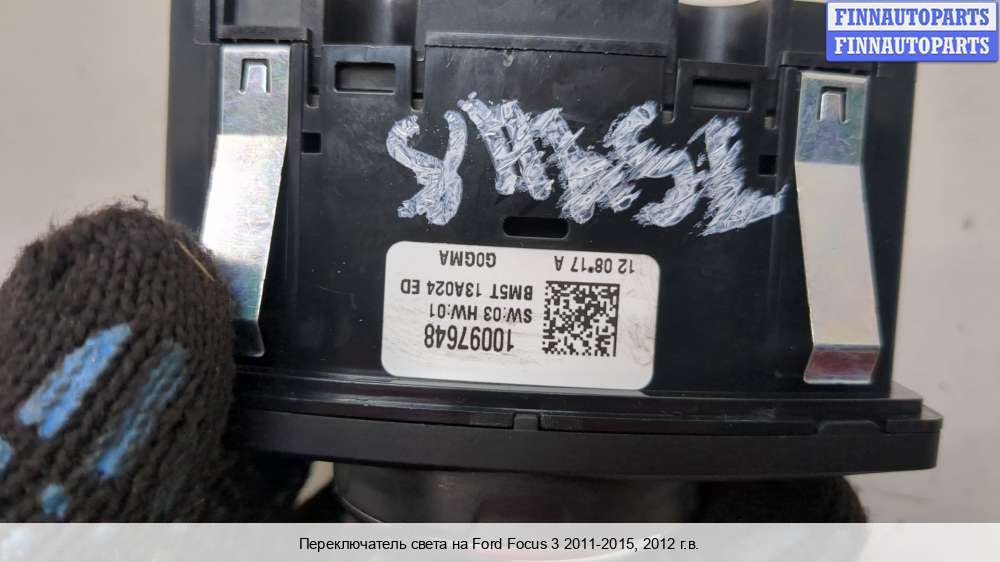 FINNAUTOPARTS
FINNAUTOPARTS
10097648
SW:03 HW:01
BM5T 13A024 ED
12 08*17 A G0GMA
Переключатель света на Ford Focus 3 2011-2015, 2012 г.в.